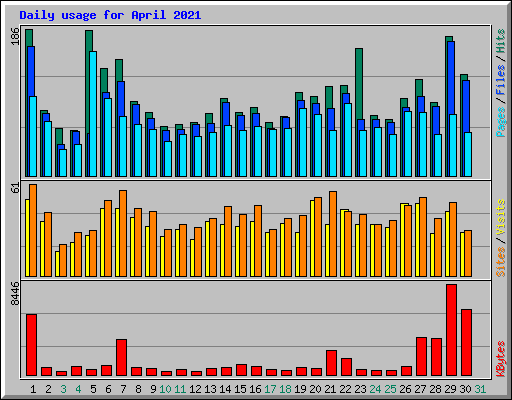 Daily usage for April 2021
186
Pages / Files / Hits
61
Sites / Visits
8446
KBytes
1 2 3 4 5 6 7 8 9 10 11 12 13 14 15 16 17 18 19 20 21 22 23 24 25 26 27 28 29 30 31